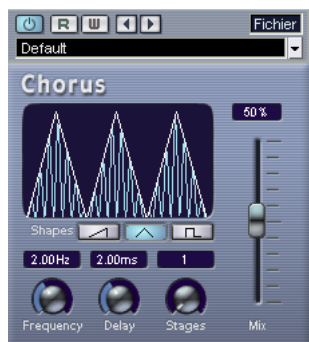 R W Fichier
Default
Chorus
50%
Shapes
2.00Hz 2.00ms 1
Frequency Delay Stages Mix